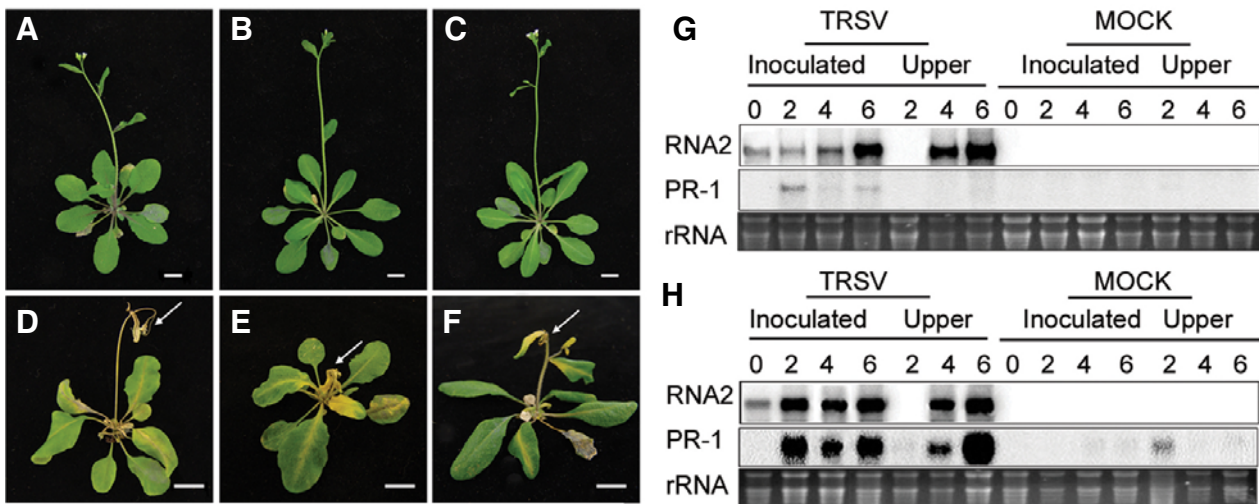 A B C
D E F
G
TRSV MOCK
Inoculated Upper Inoculated Upper
0 2 4 6 2 4 6 0 2 4 6 2 4 6
RNA2
PR-1
rRNA
H
TRSV MOCK
Inoculated Upper Inoculated Upper
0 2 4 6 2 4 6 0 2 4 6 2 4 6
RNA2
PR-1
rRNA